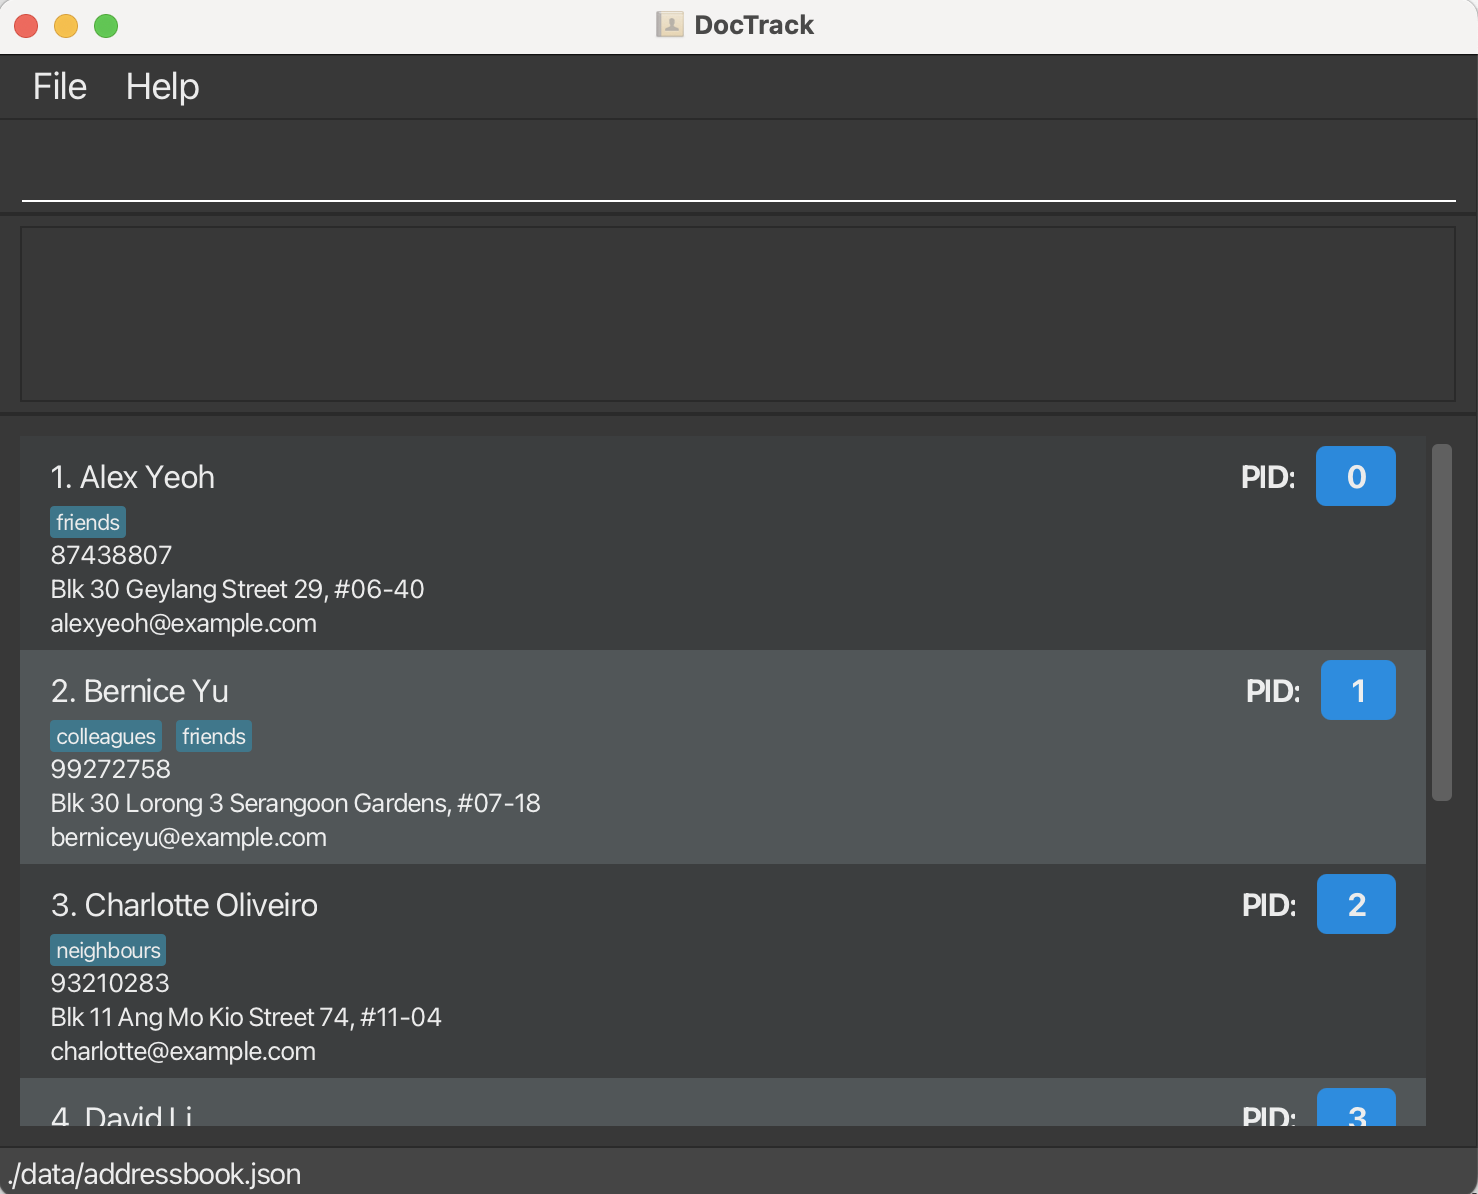 DocTrack
File Help
1. Alex Yeoh PID: 0
friends
87438807
Blk 30 Geylang Street 29, #06-40
alexyeoh@example.com
2. Bernice Yu PID: 1
colleagues friends
99272758
Blk 30 Lorong 3 Serangoon Gardens, #07-18
berniceyu@example.com
3. Charlotte Oliveiro PID: 2
neighbours
93210283
Blk 11 Ang Mo Kio Street 74, #11-04
charlotte@example.com
4. David Li PID: 3
./data/addressbook.json